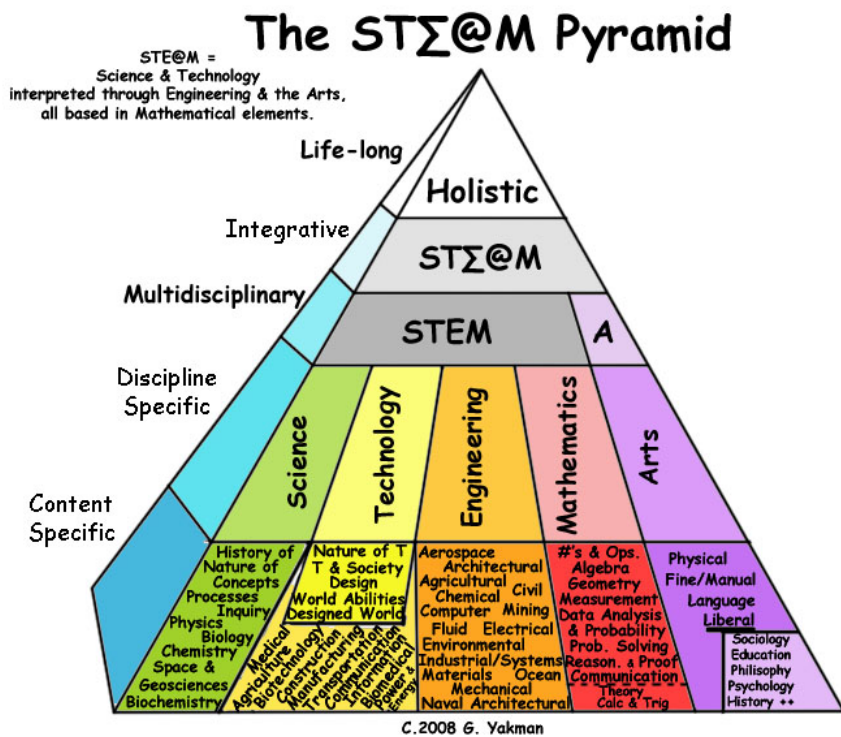 The ST∑@M Pyramid
STE@M =
Science & Technology
interpreted through Engineering & the Arts,
all based in Mathematical elements.
Life-long
Holistic
Integrative
ST∑@M
Multidisciplinary
STEM
A
Discipline
Specific
Science
Technology
Engineering
Mathematics
Arts
Content
Specific
History of
Nature of
Concepts
Processes
Inquiry
Physics
Biology
Chemistry
Space &
Geosciences
Biochemistry
Nature of T
T & Society
Design
World Abilities
Designed World
Medical
Agriculture
Biotechnology
Construction
Manufacturing
Transportation
Communication
Information
Biomedical
Power &
Energy
Aerospace
Architectural
Agricultural
Chemical Civil
Computer Mining
Fluid Electrical
Environmental
Industrial/Systems
Materials Ocean
Mechanical
Naval Architectural
#'s & Ops.
Algebra
Geometry
Measurement
Data Analysis
& Probability
Prob. Solving
Reason. & Proof
Communication
Theory
Calc & Trig
Physical
Fine/Manual
Language
Liberal
Sociology
Education
Philisophy
Psychology
History ++
C.2008 G. Yakman